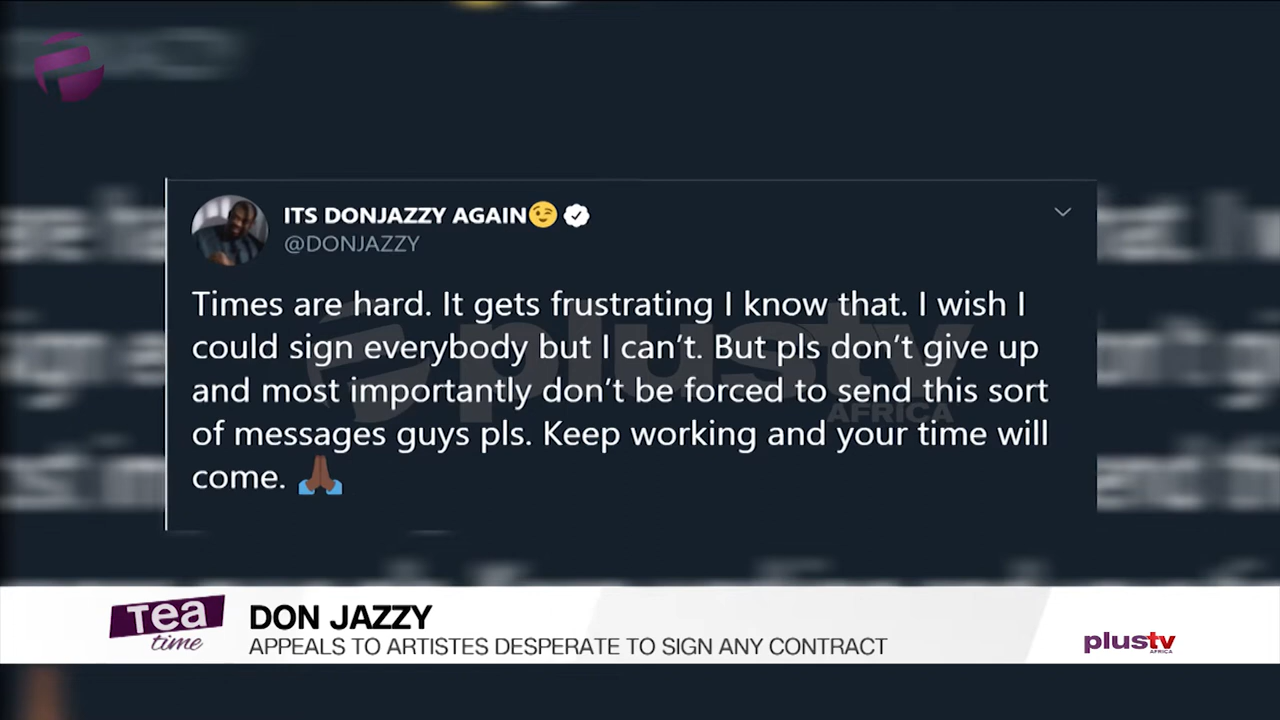 ITS DONJAZZY AGAIN😉
@DONJAZZY
Times are hard. It gets frustrating I know that. I wish I
could sign everybody but I can't. But pls don't give up
and most importantly don't be forced to send this sort
of messages guys pls. Keep working and your time will
come. 🙏🏾
plustv
AFRICA
Tea
time
DON JAZZY
APPEALS TO ARTISTES DESPERATE TO SIGN ANY CONTRACT
plustv
AFRICA